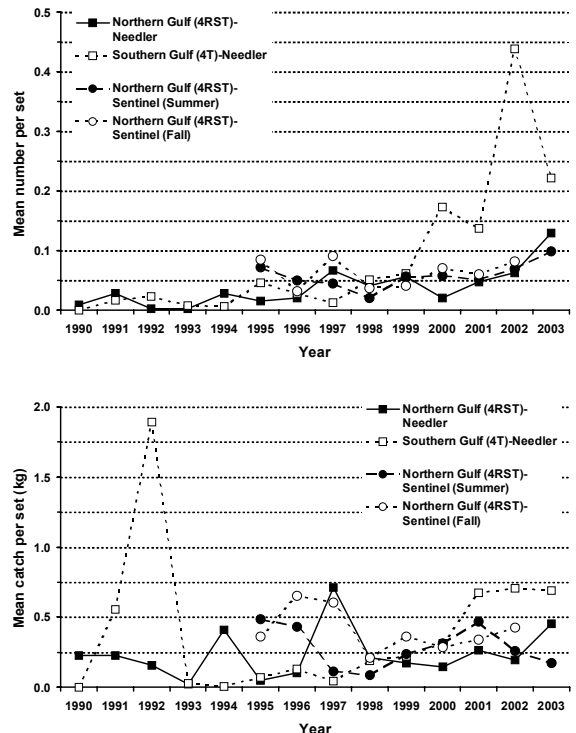 0.5
0.4
0.3
0.2
0.1
0.0
Mean number per set
Northern Gulf (4RST)-
Needler
Southern Gulf (4T)-Needler
Northern Gulf (4RST)-
Sentinel (Summer)
Northern Gulf (4RST)-
Sentinel (Fall)
1990 1991 1992 1993 1994 1995 1996 1997 1998 1999 2000 2001 2002 2003
Year
2.0
1.5
1.0
0.5
0.0
Mean catch per set (kg)
Northern Gulf (4RST)-
Needler
Southern Gulf (4T)-Needler
Northern Gulf (4RST)-
Sentinel (Summer)
Northern Gulf (4RST)-
Sentinel (Fall)
1990 1991 1992 1993 1994 1995 1996 1997 1998 1999 2000 2001 2002 2003
Year